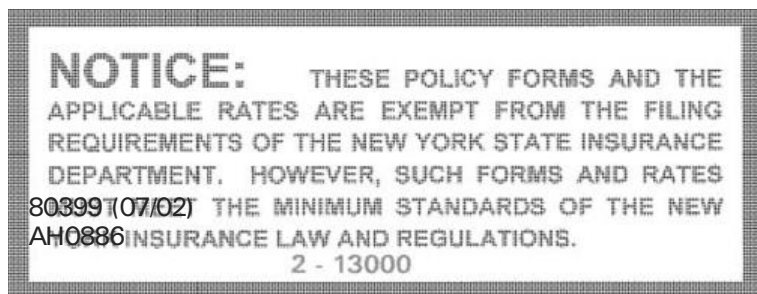 NOTICE: THESE POLICY FORMS AND THE
APPLICABLE RATES ARE EXEMPT FROM THE FILING
REQUIREMENTS OF THE NEW YORK STATE INSURANCE
DEPARTMENT. HOWEVER, SUCH FORMS AND RATES
80399 (07/02) THE MINIMUM STANDARDS OF THE NEW
AH0886 INSURANCE LAW AND REGULATIONS.
2 - 13000